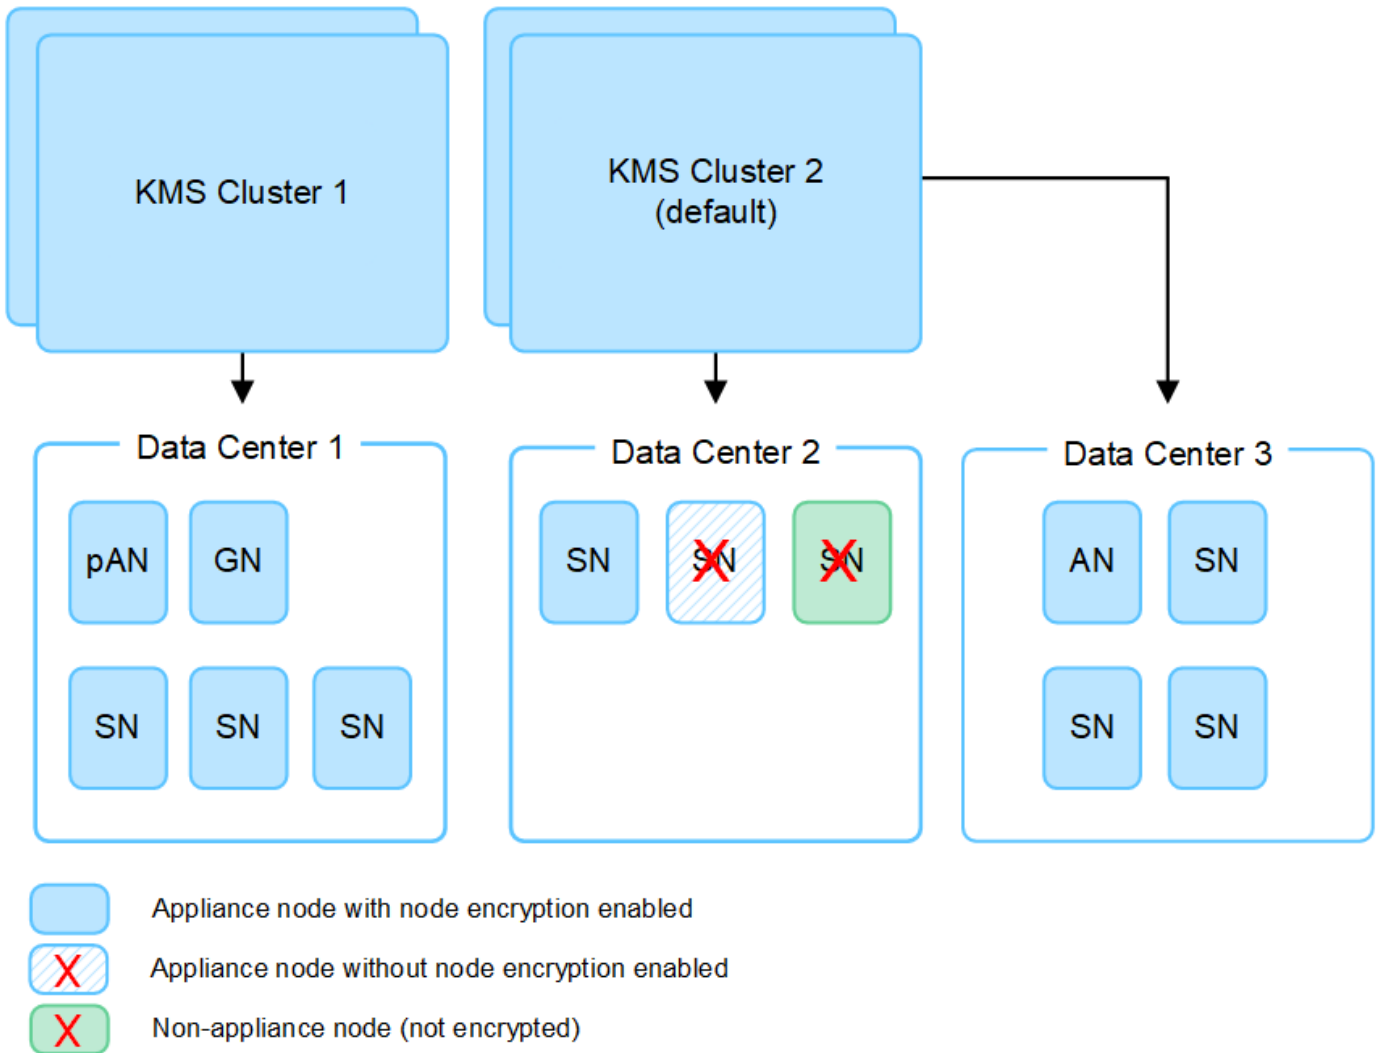 KMS Cluster 1
KMS Cluster 2
(default)
Data Center 1
pAN
GN
SN
SN
SN
Data Center 2
SN
SN
SN
Data Center 3
AN
SN
SN
SN
Appliance node with node encryption enabled
X
Appliance node without node encryption enabled
X
Non-appliance node (not encrypted)